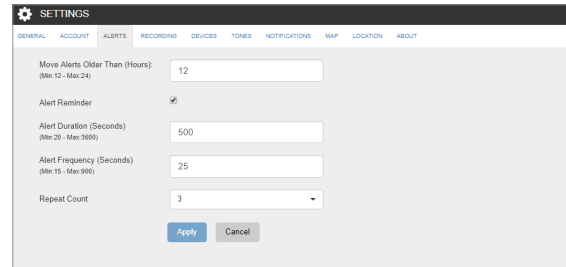 SETTINGS
GENERAL ACCOUNT ALERTS RECORDING DEVICES TONES NOTIFICATIONS MAP LOCATION ABOUT
Move Alerts Older Than (Hours): 12
(Min:12 - Max:24)
Alert Reminder
Alert Duration (Seconds) 500
(Min:20 - Max:3600)
Alert Frequency (Seconds) 25
(Min:15 - Max:900)
Repeat Count 3
Apply Cancel